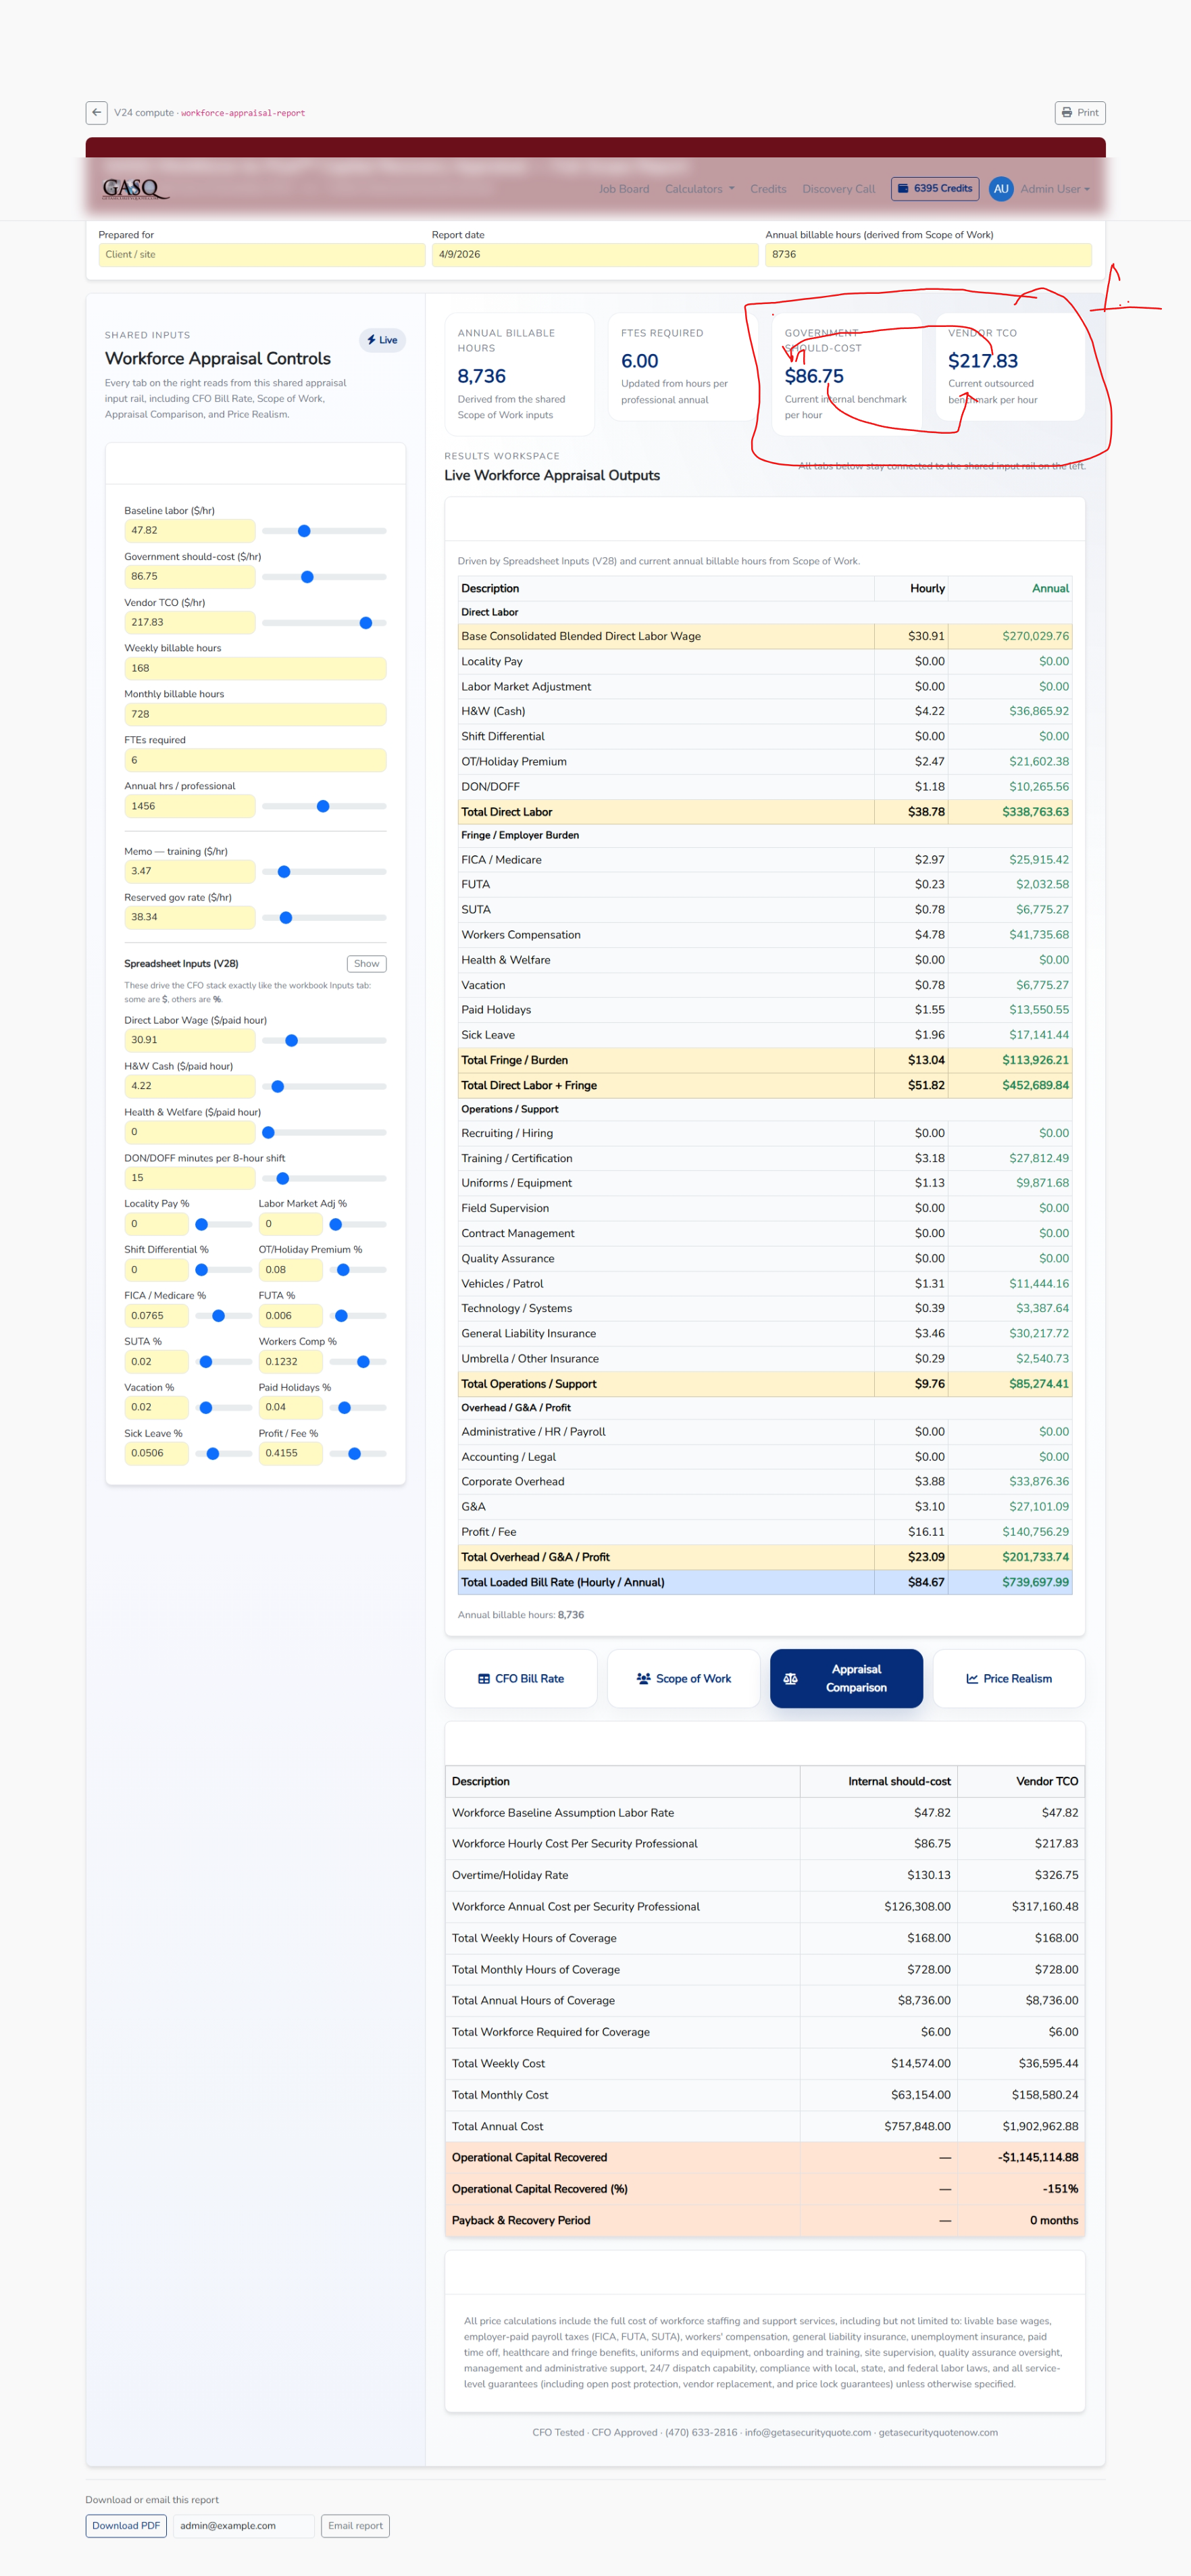 V24 compute · workforce-appraisal-report
Print
GASQ
Job Board
Calculators
Credits
Discovery Call
6395 Credits
AU
Admin User
Prepared for
Report date
Annual billable hours (derived from Scope of Work)
Client / site
4/9/2026
8736
SHARED INPUTS
Live
Workforce Appraisal Controls
Every tab on the right reads from this shared appraisal
input rail, including CFO Bill Rate, Scope of Work,
Appraisal Comparison, and Price Realism.
Baseline labor ($/hr)
47.82
Government should-cost ($/hr)
86.75
Vendor TCO ($/hr)
217.83
Weekly billable hours
168
Monthly billable hours
728
FTEs required
6
Annual hrs / professional
1456
Memo — training ($/hr)
3.47
Reserved gov rate ($/hr)
38.34
Spreadsheet Inputs (V28)
Show
These drive the CFO stack exactly like the workbook Inputs tab:
some are $, others are %.
Direct Labor Wage ($/paid hour)
30.91
H&W Cash ($/paid hour)
4.22
Health & Welfare ($/paid hour)
0
DON/DOFF minutes per 8-hour shift
15
Locality Pay % Labor Market Adj %
0 0
Shift Differential % OT/Holiday Premium %
0 0.08
FICA / Medicare % FUTA %
0.0765 0.006
SUTA % Workers Comp %
0.02 0.1232
Vacation % Paid Holidays %
0.02 0.04
Sick Leave % Profit / Fee %
0.0506 0.4155
ANNUAL BILLABLE
HOURS
8,736
Derived from the shared
Scope of Work inputs
FTES REQUIRED
6.00
Updated from hours per
professional annual
GOVERNMENT
SHOULD-COST
$86.75
Current internal benchmark
per hour
VENDOR TCO
$217.83
Current outsourced
benchmark per hour
RESULTS WORKSPACE
Live Workforce Appraisal Outputs
All tabs below stay connected to the shared input rail on the left.
Driven by Spreadsheet Inputs (V28) and current annual billable hours from Scope of Work.
Description Hourly Annual
Direct Labor
Base Consolidated Blended Direct Labor Wage $30.91 $270,029.76
Locality Pay $0.00 $0.00
Labor Market Adjustment $0.00 $0.00
H&W (Cash) $4.22 $36,865.92
Shift Differential $0.00 $0.00
OT/Holiday Premium $2.47 $21,602.38
DON/DOFF $1.18 $10,265.56
Total Direct Labor $38.78 $338,763.63
Fringe / Employer Burden
FICA / Medicare $2.97 $25,915.42
FUTA $0.23 $2,032.58
SUTA $0.78 $6,775.27
Workers Compensation $4.78 $41,735.68
Health & Welfare $0.00 $0.00
Vacation $0.78 $6,775.27
Paid Holidays $1.55 $13,550.55
Sick Leave $1.96 $17,141.44
Total Fringe / Burden $13.04 $113,926.21
Total Direct Labor + Fringe $51.82 $452,689.84
Operations / Support
Recruiting / Hiring $0.00 $0.00
Training / Certification $3.18 $27,812.49
Uniforms / Equipment $1.13 $9,871.68
Field Supervision $0.00 $0.00
Contract Management $0.00 $0.00
Quality Assurance $0.00 $0.00
Vehicles / Patrol $1.31 $11,444.16
Technology / Systems $0.39 $3,387.64
General Liability Insurance $3.46 $30,217.72
Umbrella / Other Insurance $0.29 $2,540.73
Total Operations / Support $9.76 $85,274.41
Overhead / G&A / Profit
Administrative / HR / Payroll $0.00 $0.00
Accounting / Legal $0.00 $0.00
Corporate Overhead $3.88 $33,876.36
G&A $3.10 $27,101.09
Profit / Fee $16.11 $140,756.29
Total Overhead / G&A / Profit $23.09 $201,733.74
Total Loaded Bill Rate (Hourly / Annual) $84.67 $739,697.99
Annual billable hours: 8,736
CFO Bill Rate
Scope of Work
Appraisal
Comparison
Price Realism
Description Internal should-cost Vendor TCO
Workforce Baseline Assumption Labor Rate $47.82 $47.82
Workforce Hourly Cost Per Security Professional $86.75 $217.83
Overtime/Holiday Rate $130.13 $326.75
Workforce Annual Cost per Security Professional $126,308.00 $317,160.48
Total Weekly Hours of Coverage $168.00 $168.00
Total Monthly Hours of Coverage $728.00 $728.00
Total Annual Hours of Coverage $8,736.00 $8,736.00
Total Workforce Required for Coverage $6.00 $6.00
Total Weekly Cost $14,574.00 $36,595.44
Total Monthly Cost $63,154.00 $158,580.24
Total Annual Cost $757,848.00 $1,902,962.88
Operational Capital Recovered — -$1,145,114.88
Operational Capital Recovered (%) — -151%
Payback & Recovery Period — 0 months
All price calculations include the full cost of workforce staffing and support services, including but not limited to: livable base wages,
employer-paid payroll taxes (FICA, FUTA, SUTA), workers' compensation, general liability insurance, unemployment insurance, paid
time off, healthcare and fringe benefits, uniforms and equipment, onboarding and training, site supervision, quality assurance oversight,
management and administrative support, 24/7 dispatch capability, compliance with local, state, and federal labor laws, and all service-
level guarantees (including open post protection, vendor replacement, and price lock guarantees) unless otherwise specified.
CFO Tested · CFO Approved · (470) 633-2816 · info@getasecurityquote.com · getasecurityquotenow.com
Download or email this report
Download PDF
admin@example.com
Email report